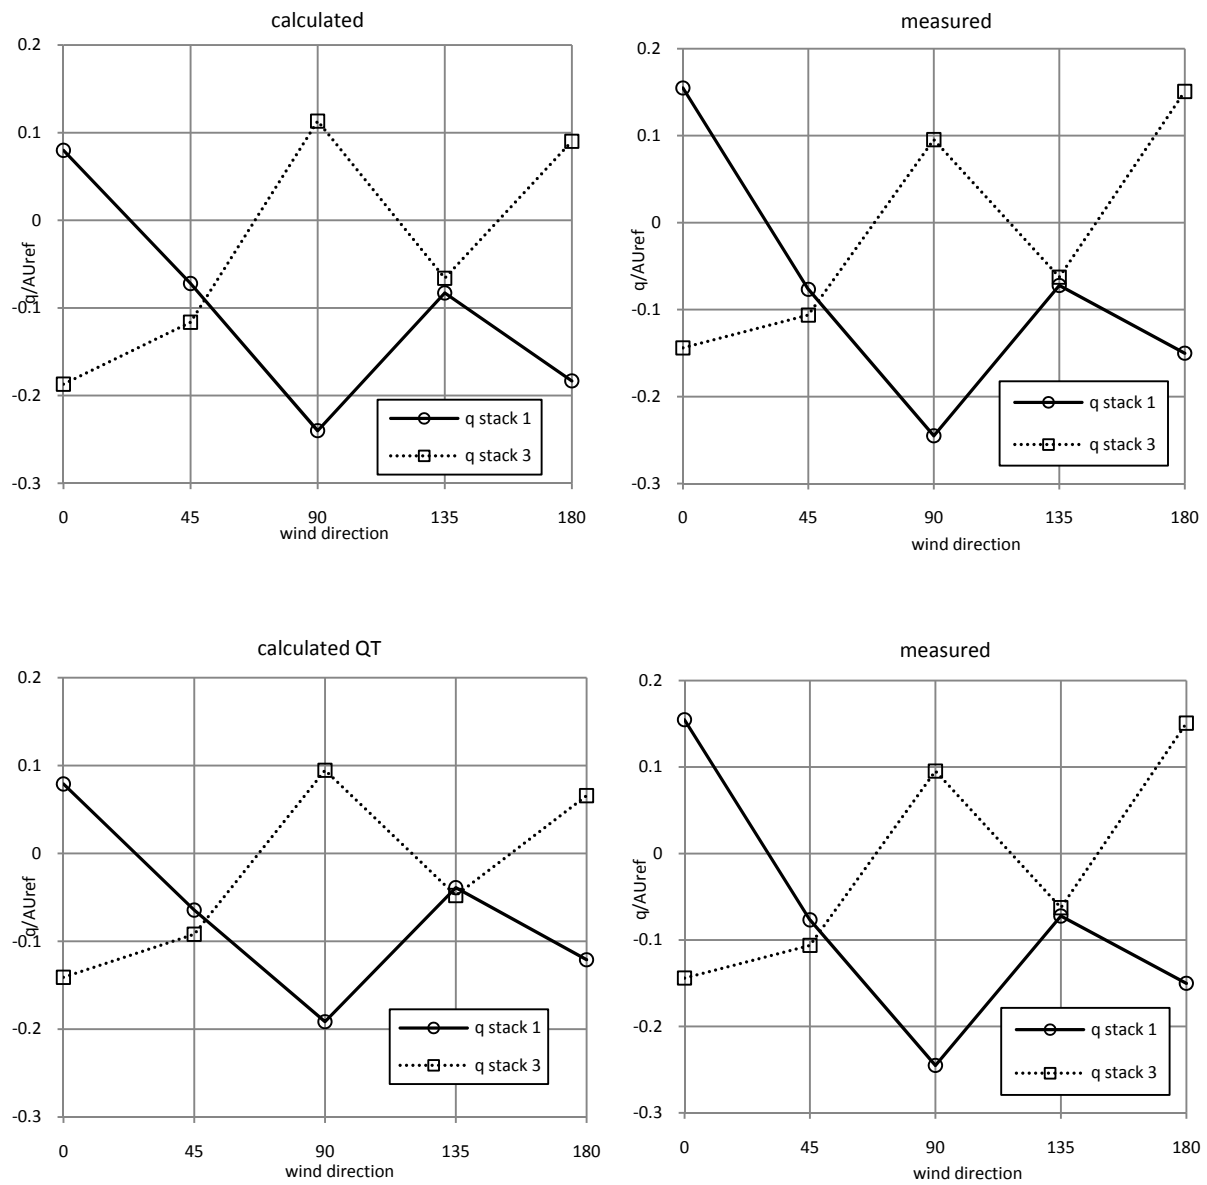 calculated
0.2
0.1
0
-0.1
-0.2
-0.3
q/AUref
q stack 1
q stack 3
0 45 90 135 180
wind direction
measured
0.2
0.1
0
-0.1
-0.2
-0.3
q/AUref
q stack 1
q stack 3
0 45 90 135 180
wind direction
calculated QT
0.2
0.1
0
-0.1
-0.2
-0.3
q/AUref
q stack 1
q stack 3
0 45 90 135 180
wind direction
measured
0.2
0.1
0
-0.1
-0.2
-0.3
q/AUref
q stack 1
q stack 3
0 45 90 135 180
wind direction